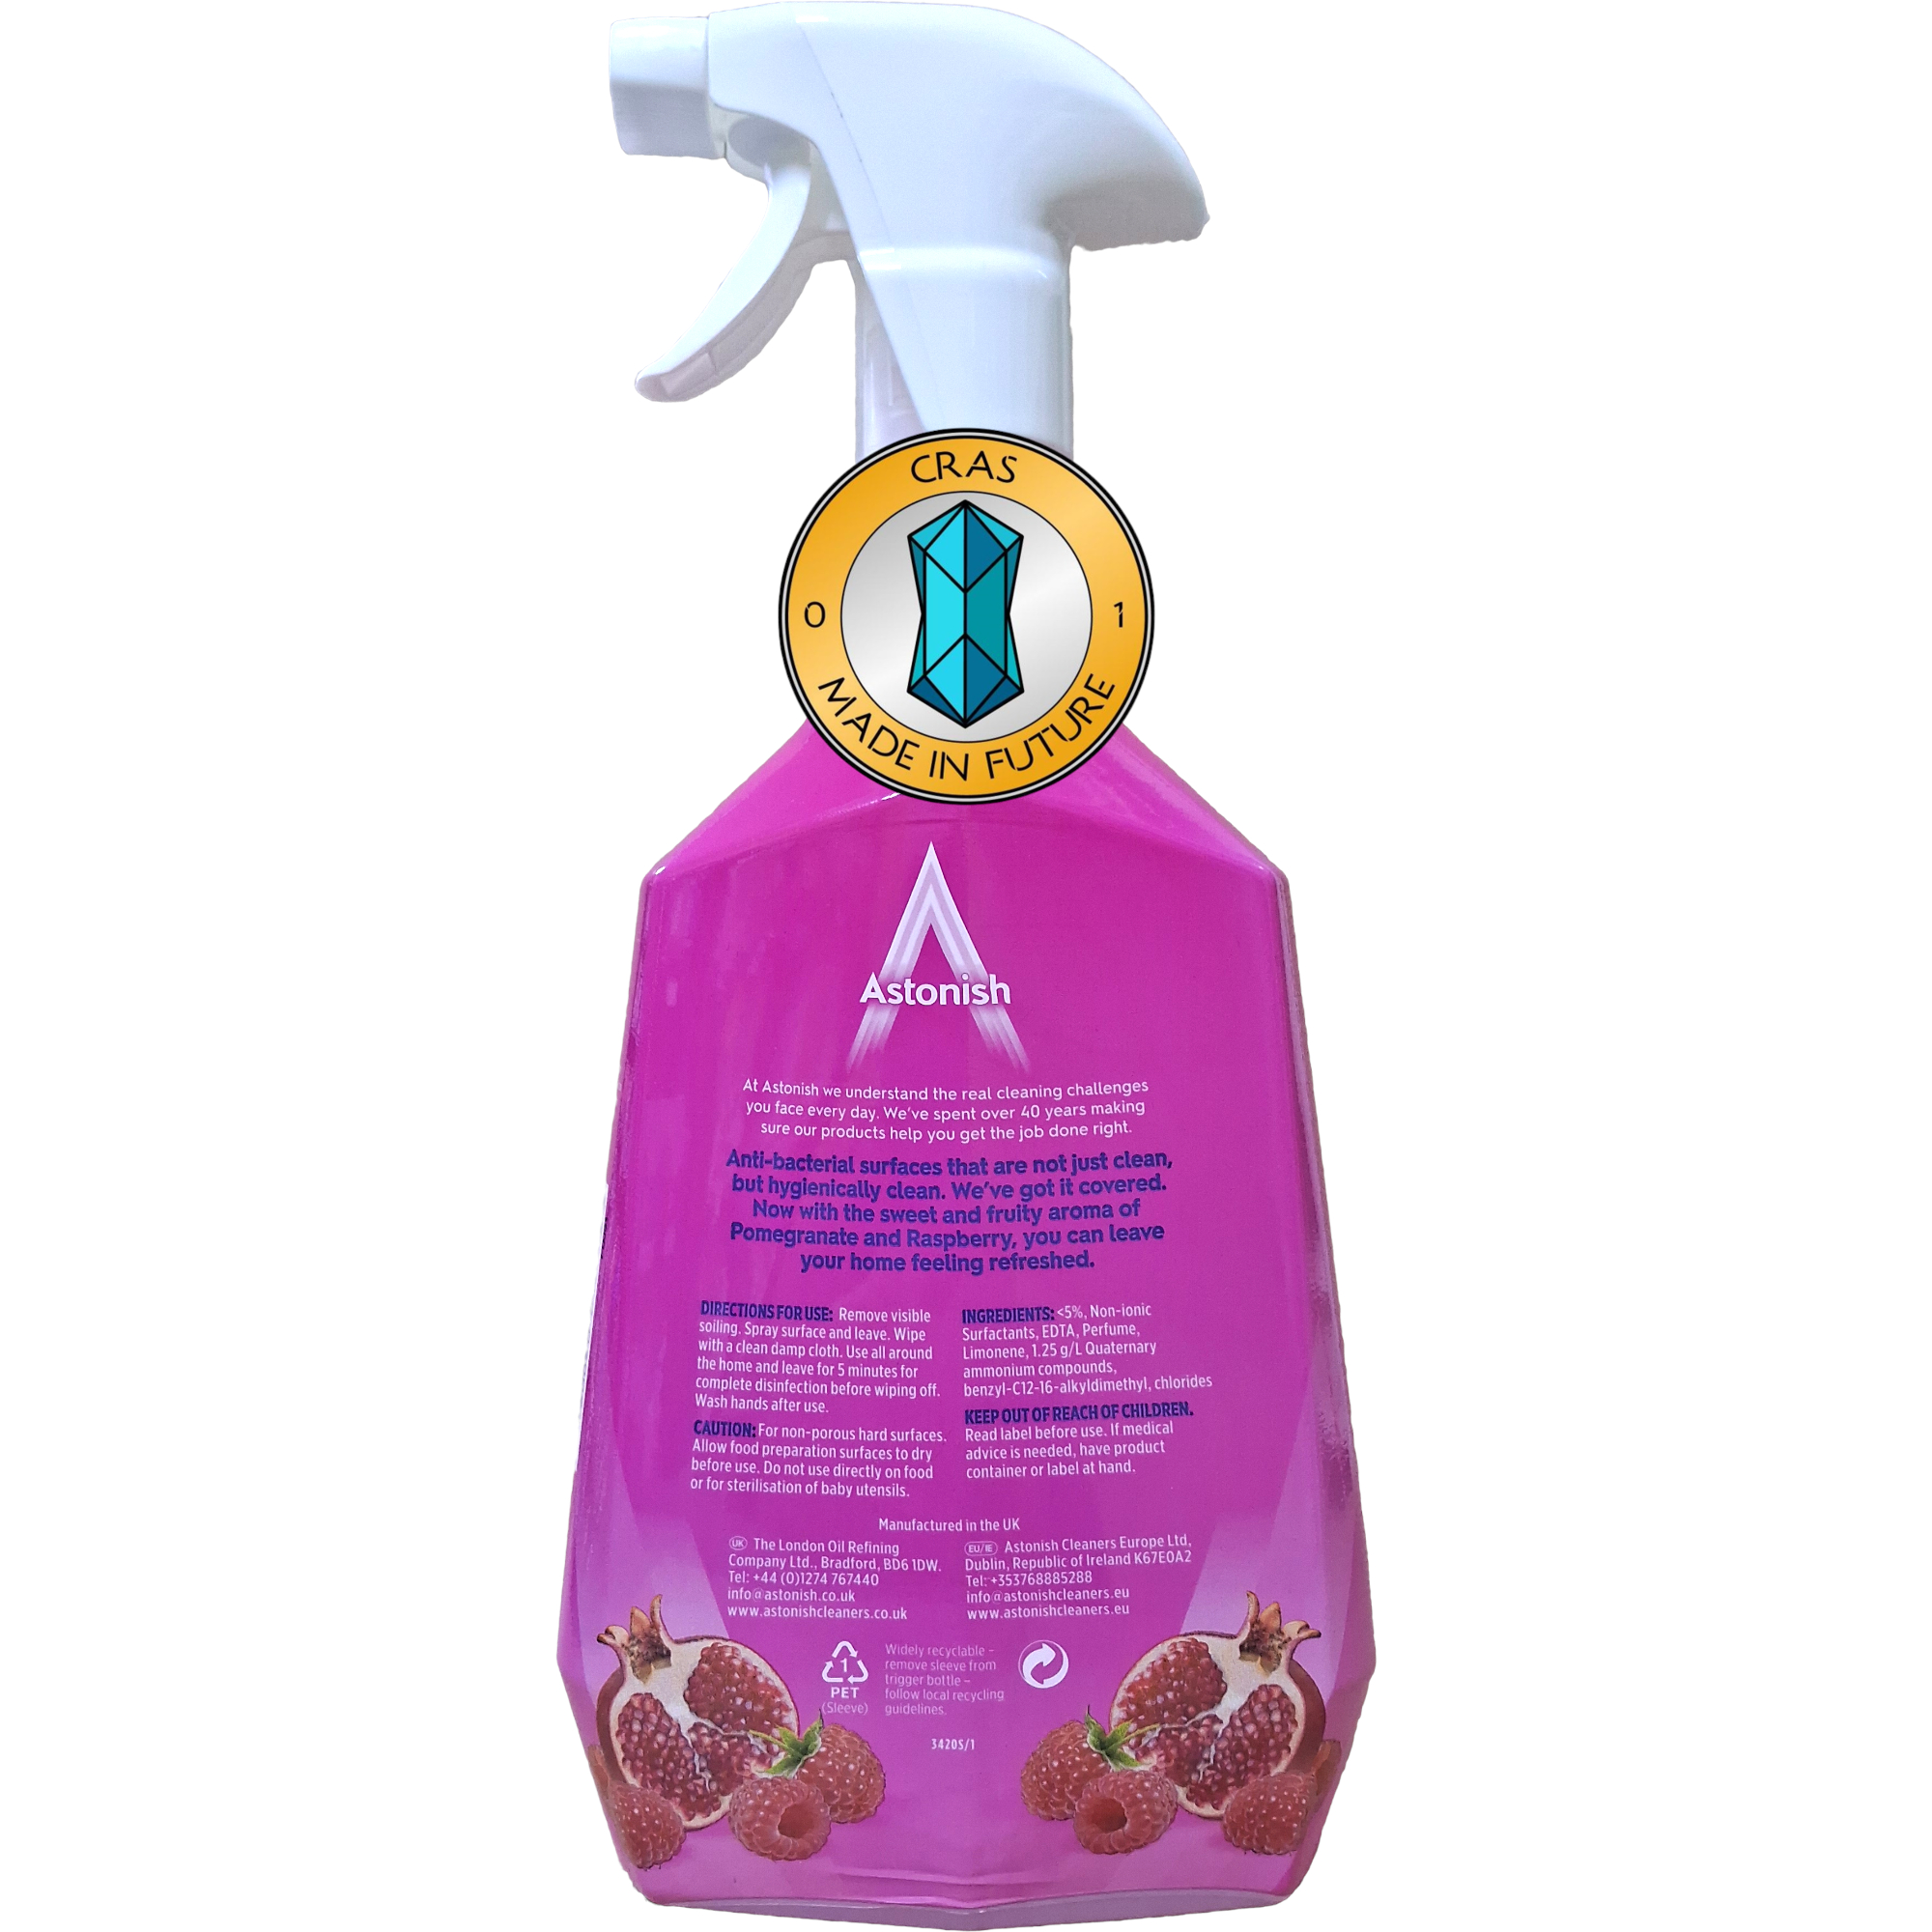 CRAS
0 1
MADE IN FUTURE
Astonish
At Astonish we understand the real cleaning challenges
you face every day. We've spent over 40 years making
sure our products help you get the job done right.
Anti-bacterial surfaces that are not just clean,
but hygienically clean. We've got it covered.
Now with the sweet and fruity aroma of
Pomegranate and Raspberry, you can leave
your home feeling refreshed.
DIRECTIONS FOR USE: Remove visible
soiling. Spray surface and leave. Wipe
with a clean damp cloth. Use all around
the home and leave for 5 minutes for
complete disinfection before wiping off.
Wash hands after use.
CAUTION: For non-porous hard surfaces.
Allow food preparation surfaces to dry
before use. Do not use directly on food
or for sterilisation of baby utensils.
INGREDIENTS: <5%, Non-ionic
Surfactants, EDTA, Perfume,
Limonene, 1.25 g/L Quaternary
ammonium compounds,
benzyl-C12-16-alkyldimethyl, chlorides
KEEP OUT OF REACH OF CHILDREN.
Read label before use. If medical
advice is needed, have product
container or label at hand.
Manufactured in the UK
UK The London Oil Refining
Company Ltd., Bradford, BD6 1DW.
Tel: +44 (0)1274 767440
info@astonish.co.uk
www.astonishcleaners.co.uk
EU/IE Astonish Cleaners Europe Ltd,
Dublin, Republic of Ireland K67E0A2
Tel: +353768885288
info@astonishcleaners.eu
www.astonishcleaners.eu
1
PET
(Sleeve)
Widely recyclable -
remove sleeve from
trigger bottle -
follow local recycling
guidelines.
3420S/1